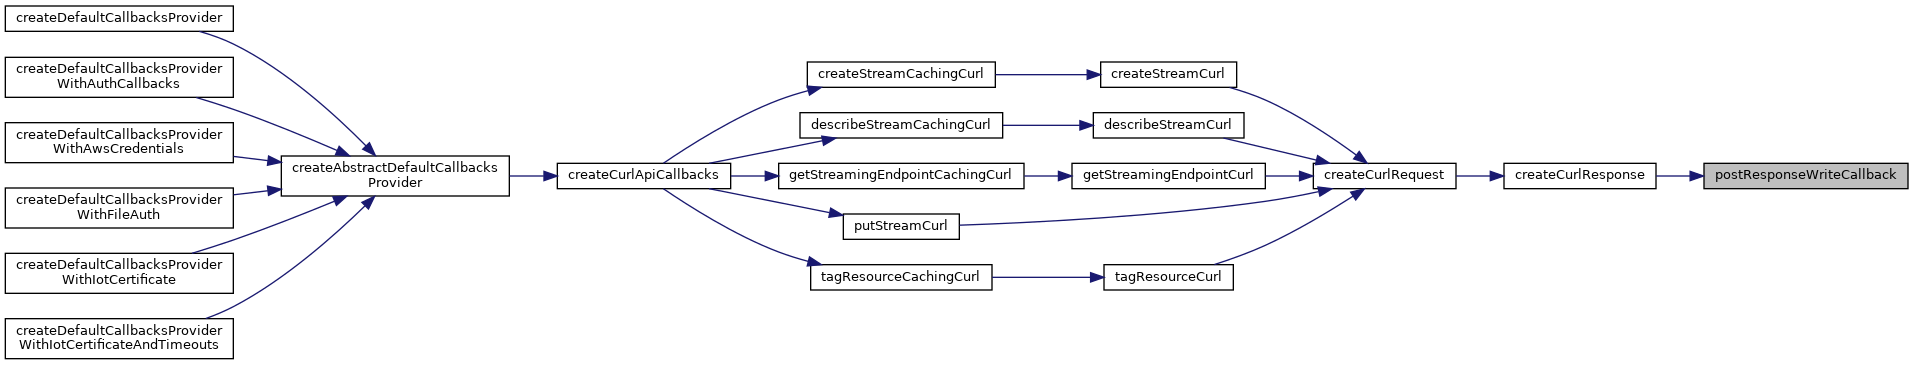 createDefaultCallbacksProvider
createDefaultCallbacksProvider
WithAuthCallbacks
createDefaultCallbacksProvider
WithAwsCredentials
createDefaultCallbacksProvider
WithFileAuth
createDefaultCallbacksProvider
WithIotCertificate
createDefaultCallbacksProvider
WithIotCertificateAndTimeouts
createAbstractDefaultCallbacks
Provider
createCurlApiCallbacks
createStreamCachingCurl
describeStreamCachingCurl
getStreamingEndpointCachingCurl
putStreamCurl
tagResourceCachingCurl
createStreamCurl
describeStreamCurl
getStreamingEndpointCurl
tagResourceCurl
createCurlRequest
createCurlResponse
postResponseWriteCallback